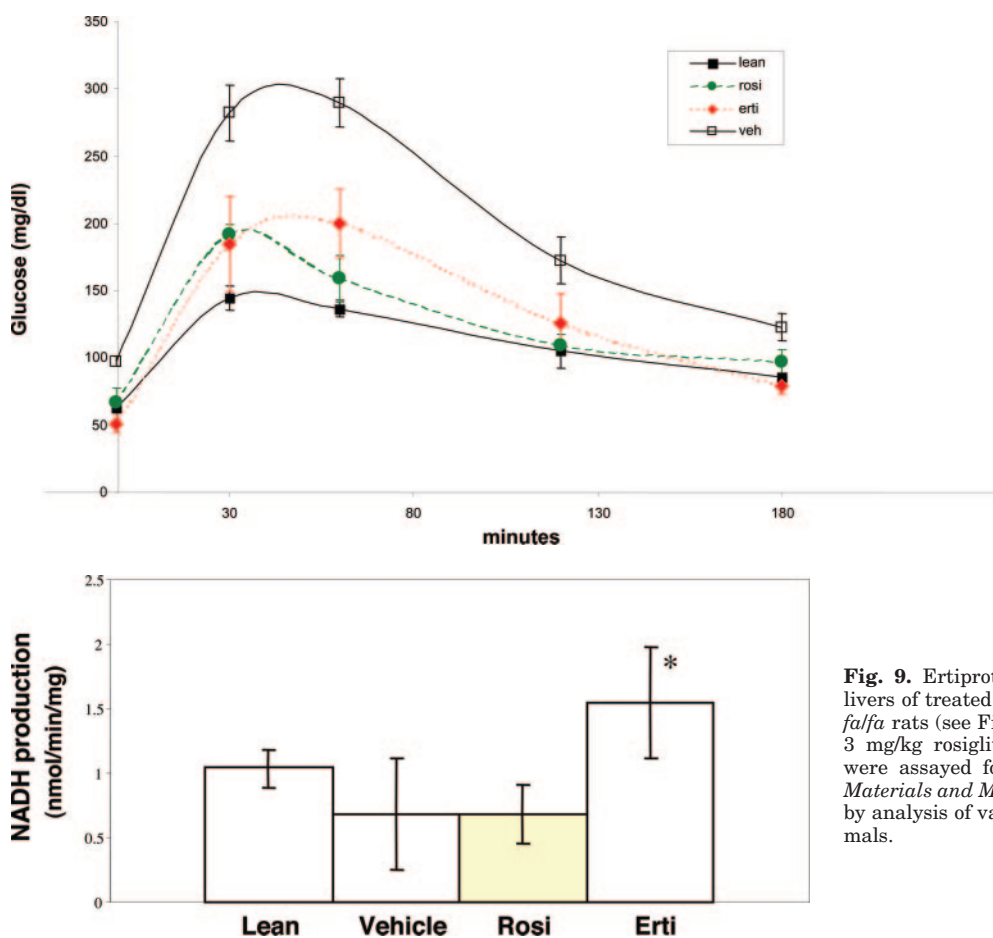 350
300
250
200
150
100
50
0
Glucose (mg/dl)
lean
rosi
erti
veh
30 80 130 180
minutes
2.5
2
1.5
1
0.5
0
NADH production
(nmol/min/mg)
*
Lean Vehicle Rosi Erti
Fig. 9. Ertiprot
livers of treated
fa/fa rats (see Fi
3 mg/kg rosigli
were assayed fo
Materials and M
by analysis of va
mals.